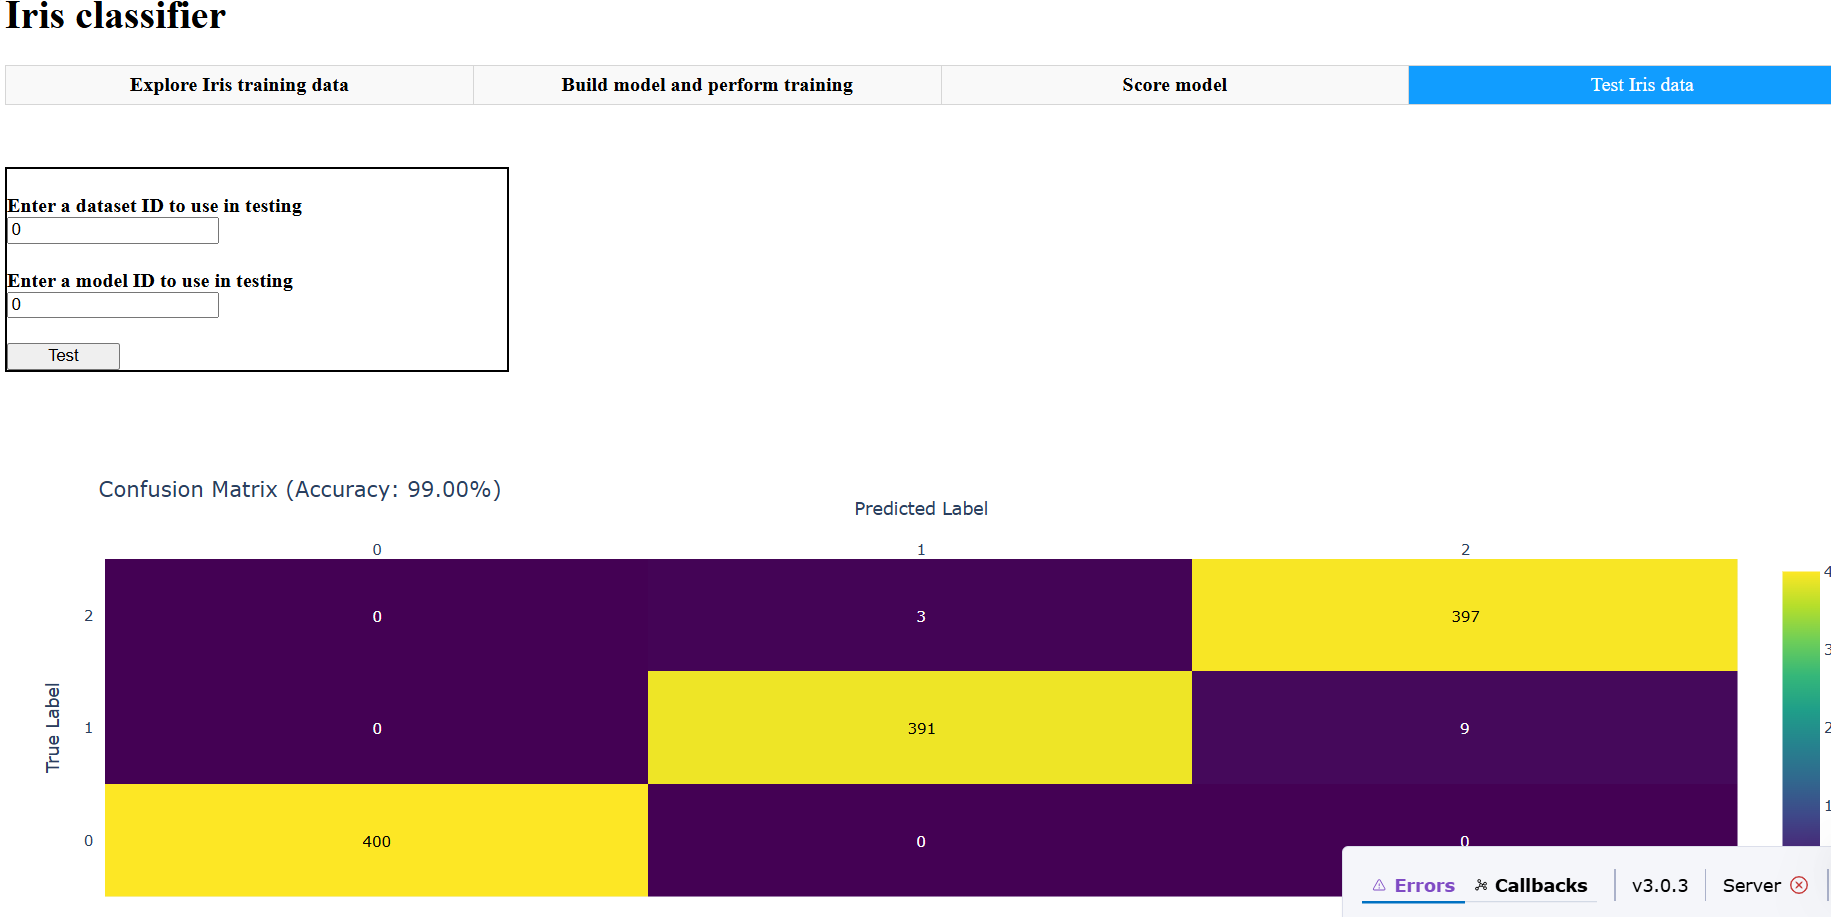 Iris classifier
Explore Iris training data
Build model and perform training
Score model
Test Iris data
Enter a dataset ID to use in testing
0
Enter a model ID to use in testing
0
Test
Confusion Matrix (Accuracy: 99.00%)
Predicted Label
0 1 2
2 0 3 397
1 0 391 9
0 400 0 0
True Label
4
3
2
1
Errors Callbacks v3.0.3 Server